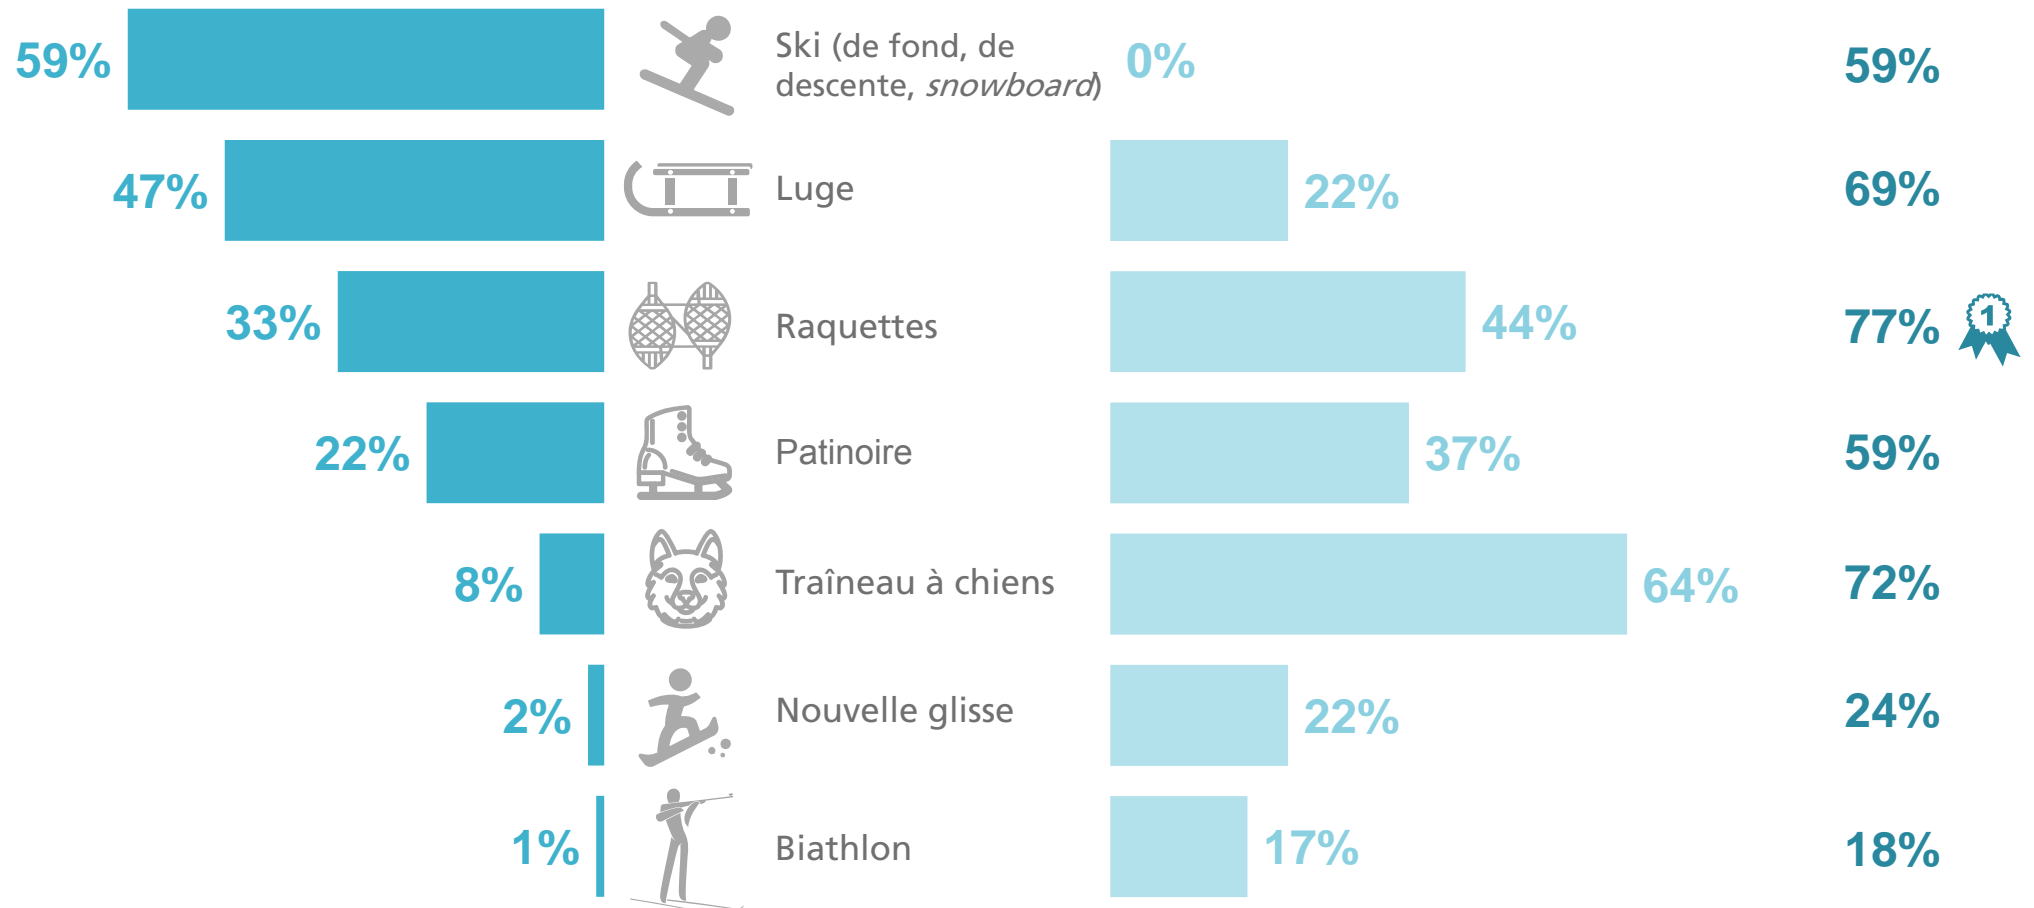 59%
Ski (de fond, de
descente, snowboard)
0%
59%
47%
Luge
22%
69%
33%
Raquettes
44%
77%
1
22%
Patinoire
37%
59%
8%
Traîneau à chiens
64%
72%
2%
Nouvelle glisse
22%
24%
1%
Biathlon
17%
18%